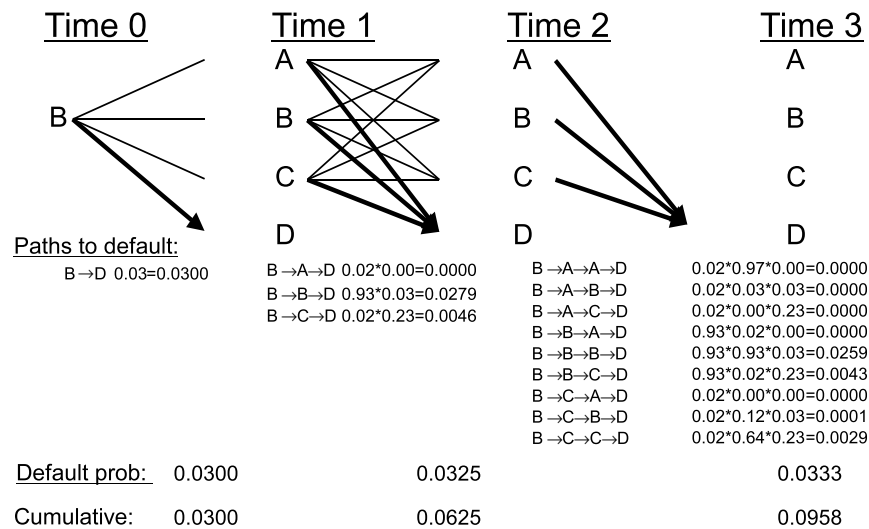 Time 0 Time 1 Time 2 Time 3
A A A
B B B B
C C C
D D D
Paths to default:
B→D 0.03=0.0300
B→A→D 0.02*0.00=0.0000
B→B→D 0.93*0.03=0.0279
B→C→D 0.02*0.23=0.0046
B→A→A→D 0.02*0.97*0.00=0.0000
B→A→B→D 0.02*0.03*0.03=0.0000
B→A→C→D 0.02*0.00*0.23=0.0000
B→B→A→D 0.93*0.02*0.00=0.0000
B→B→B→D 0.93*0.93*0.03=0.0259
B→B→C→D 0.93*0.02*0.23=0.0043
B→C→A→D 0.02*0.00*0.00=0.0000
B→C→B→D 0.02*0.12*0.03=0.0001
B→C→C→D 0.02*0.64*0.23=0.0029
Default prob: 0.0300 0.0325 0.0333
Cumulative: 0.0300 0.0625 0.0958